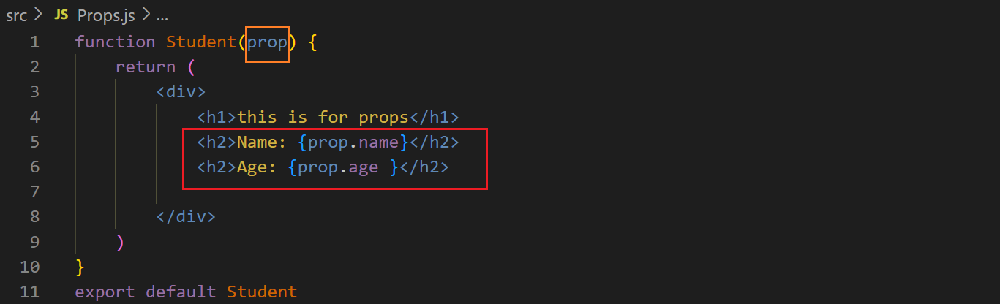 src > JS Props.js > ...
1 function Student(prop) {
2 return (
3 <div>
4 <h1>this is for props</h1>
5 <h2>Name: {prop.name}</h2>
6 <h2>Age: {prop.age }</h2>
7
8 </div>
9 )
10 }
11 export default Student